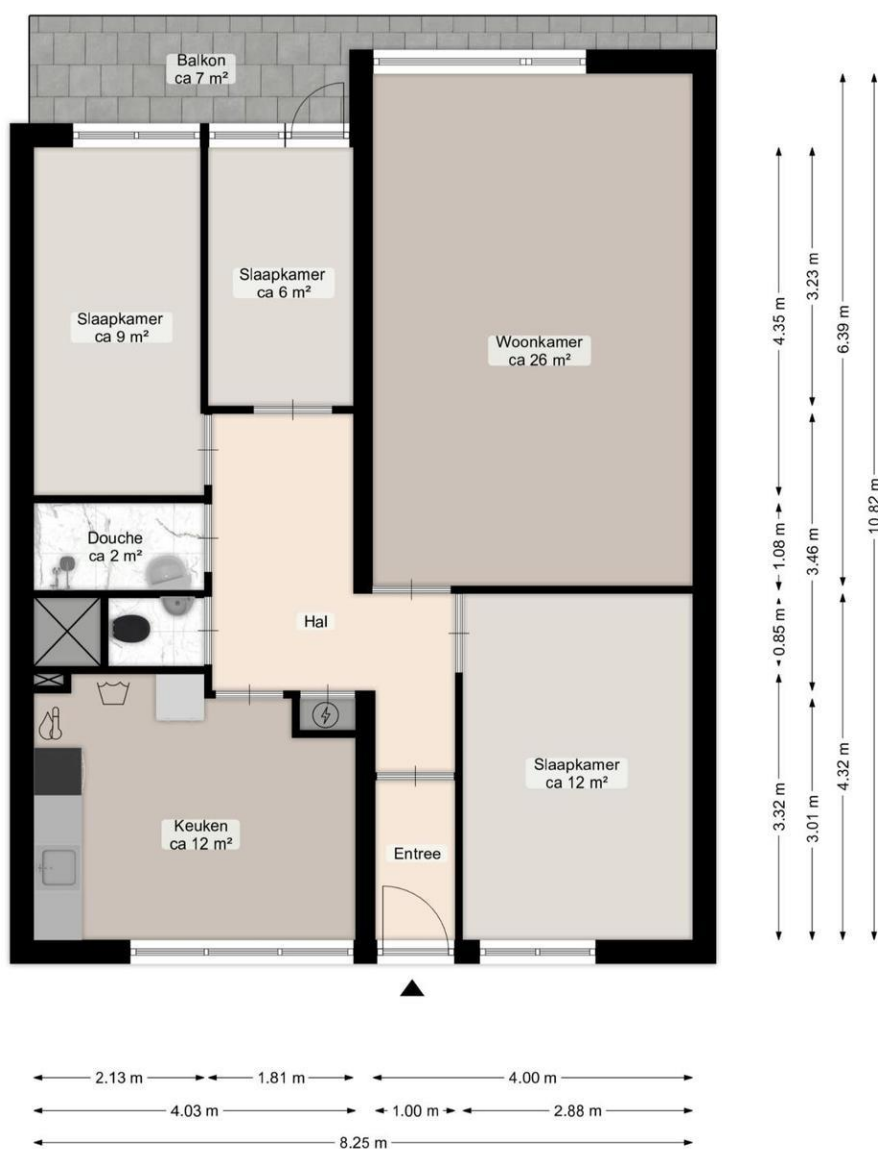 Balkon
ca 7 m²
Slaapkamer
ca 6 m²
Slaapkamer
ca 9 m²
Woonkamer
ca 26 m²
Douche
ca 2 m²
Hal
Slaapkamer
ca 12 m²
Keuken
ca 12 m²
Entree
4.35 m
3.23 m
6.39 m
10.82 m
1.08 m
3.46 m
0.85 m
3.32 m
3.01 m
4.32 m
2.13 m
1.81 m
4.00 m
4.03 m
1.00 m
2.88 m
8.25 m